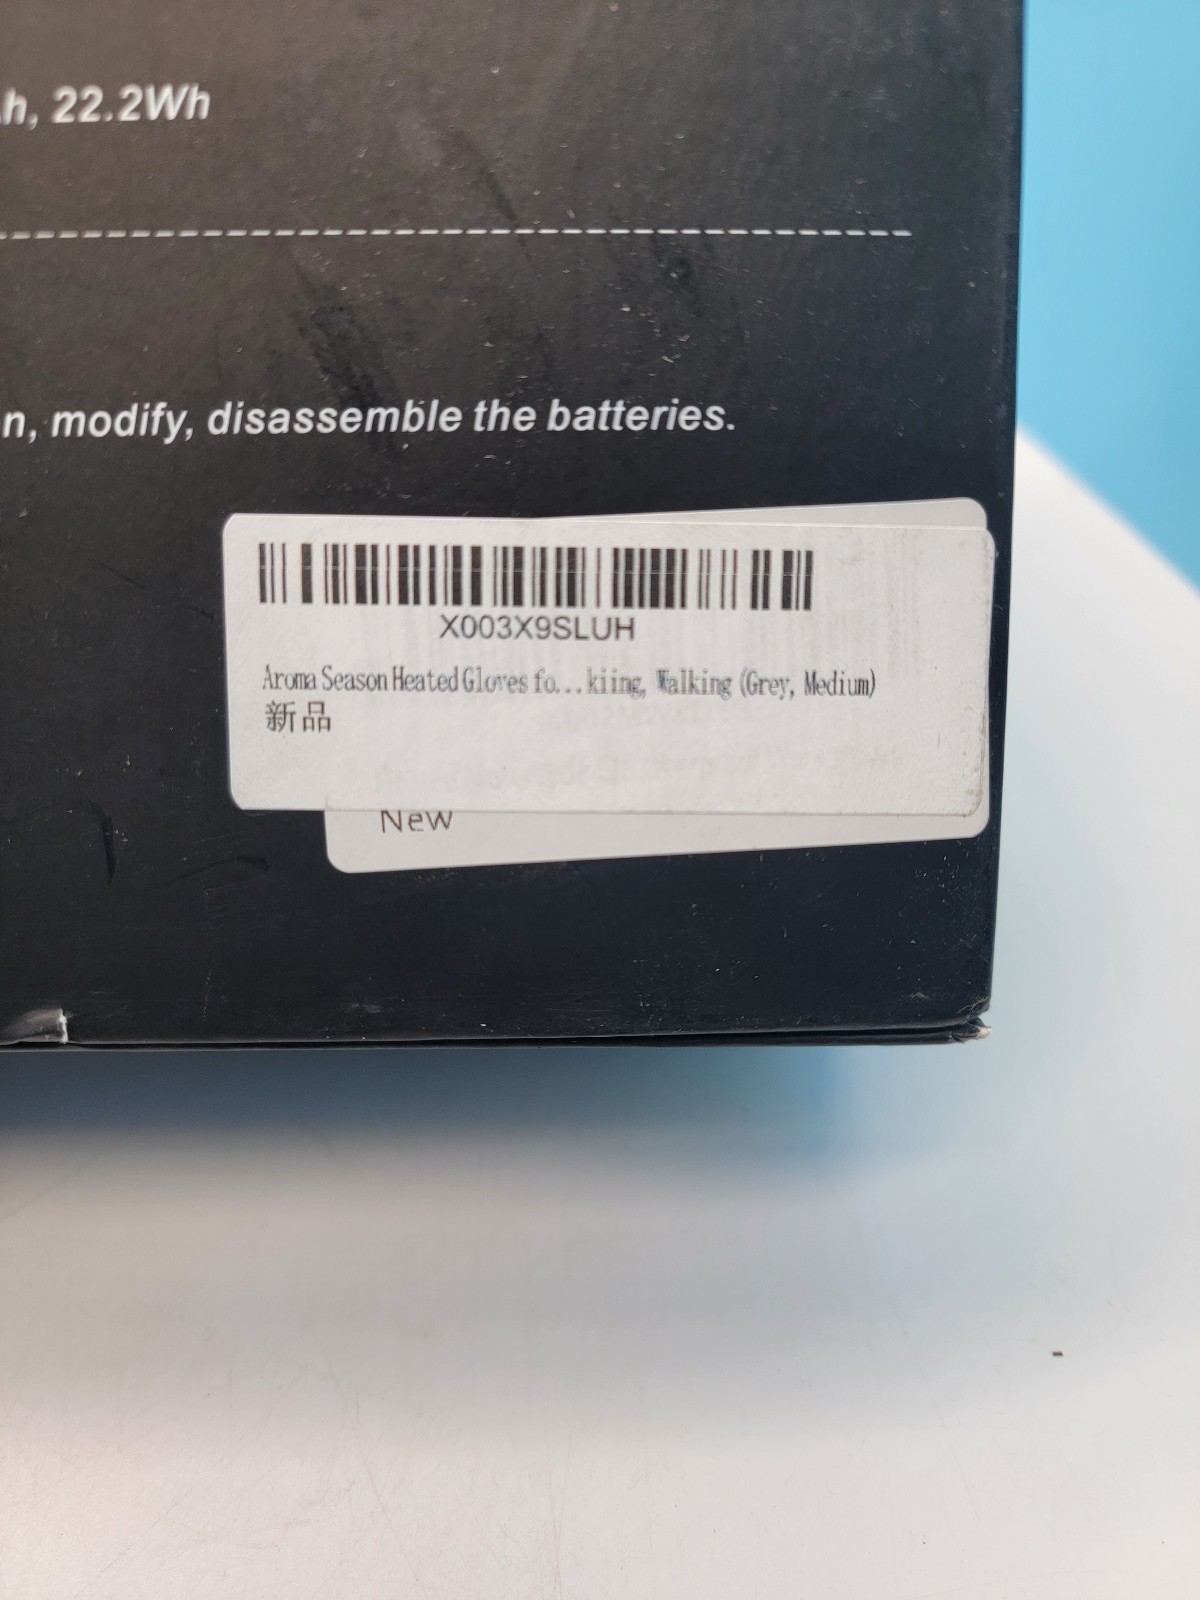 h, 22.2Wh
n, modify, disassemble the batteries.
X003X9SLUH
Aroma Season Heated Gloves fo...kiing, Walking (Grey, Medium)
新品
New